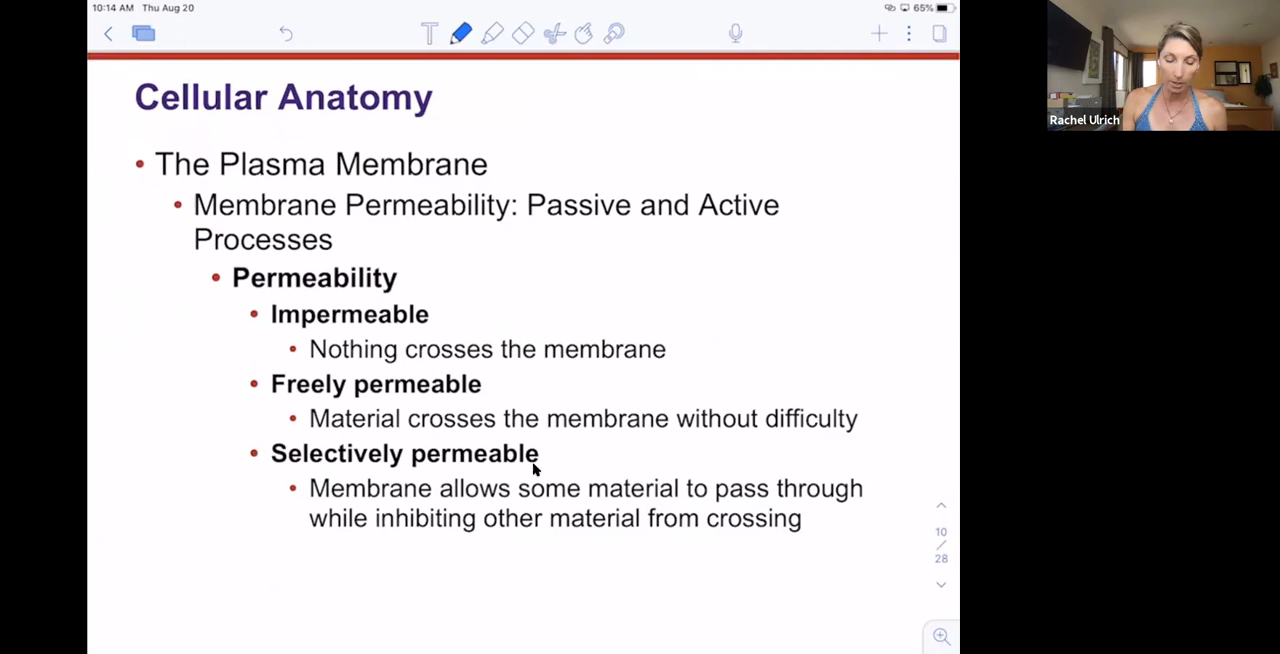 10:14 AM Thu Aug 20
65%
T
Cellular Anatomy
• The Plasma Membrane
• Membrane Permeability: Passive and Active
Processes
• Permeability
• Impermeable
• Nothing crosses the membrane
• Freely permeable
• Material crosses the membrane without difficulty
• Selectively permeable
• Membrane allows some material to pass through
while inhibiting other material from crossing
10
/
28
Rachel Ulrich